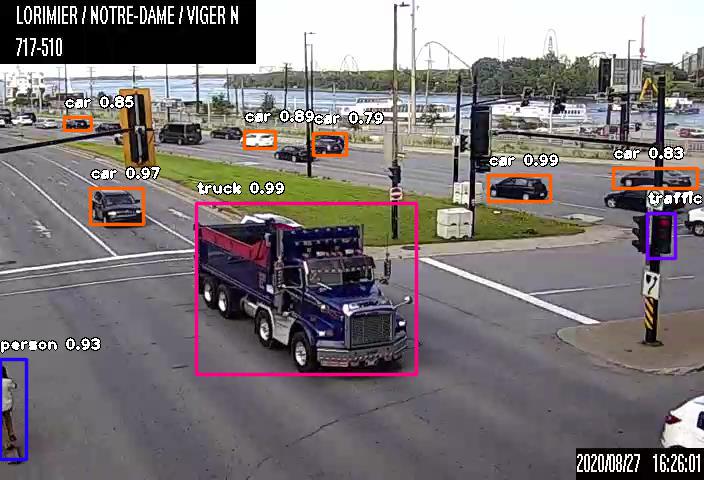 LORIMIER / NOTRE-DAME / VIGER N
717-510
car 0.85
car 0.89
car 0.79
car 0.97
truck 0.99
car 0.99
car 0.83
traffic
person 0.93
2020/08/27 16:26:01